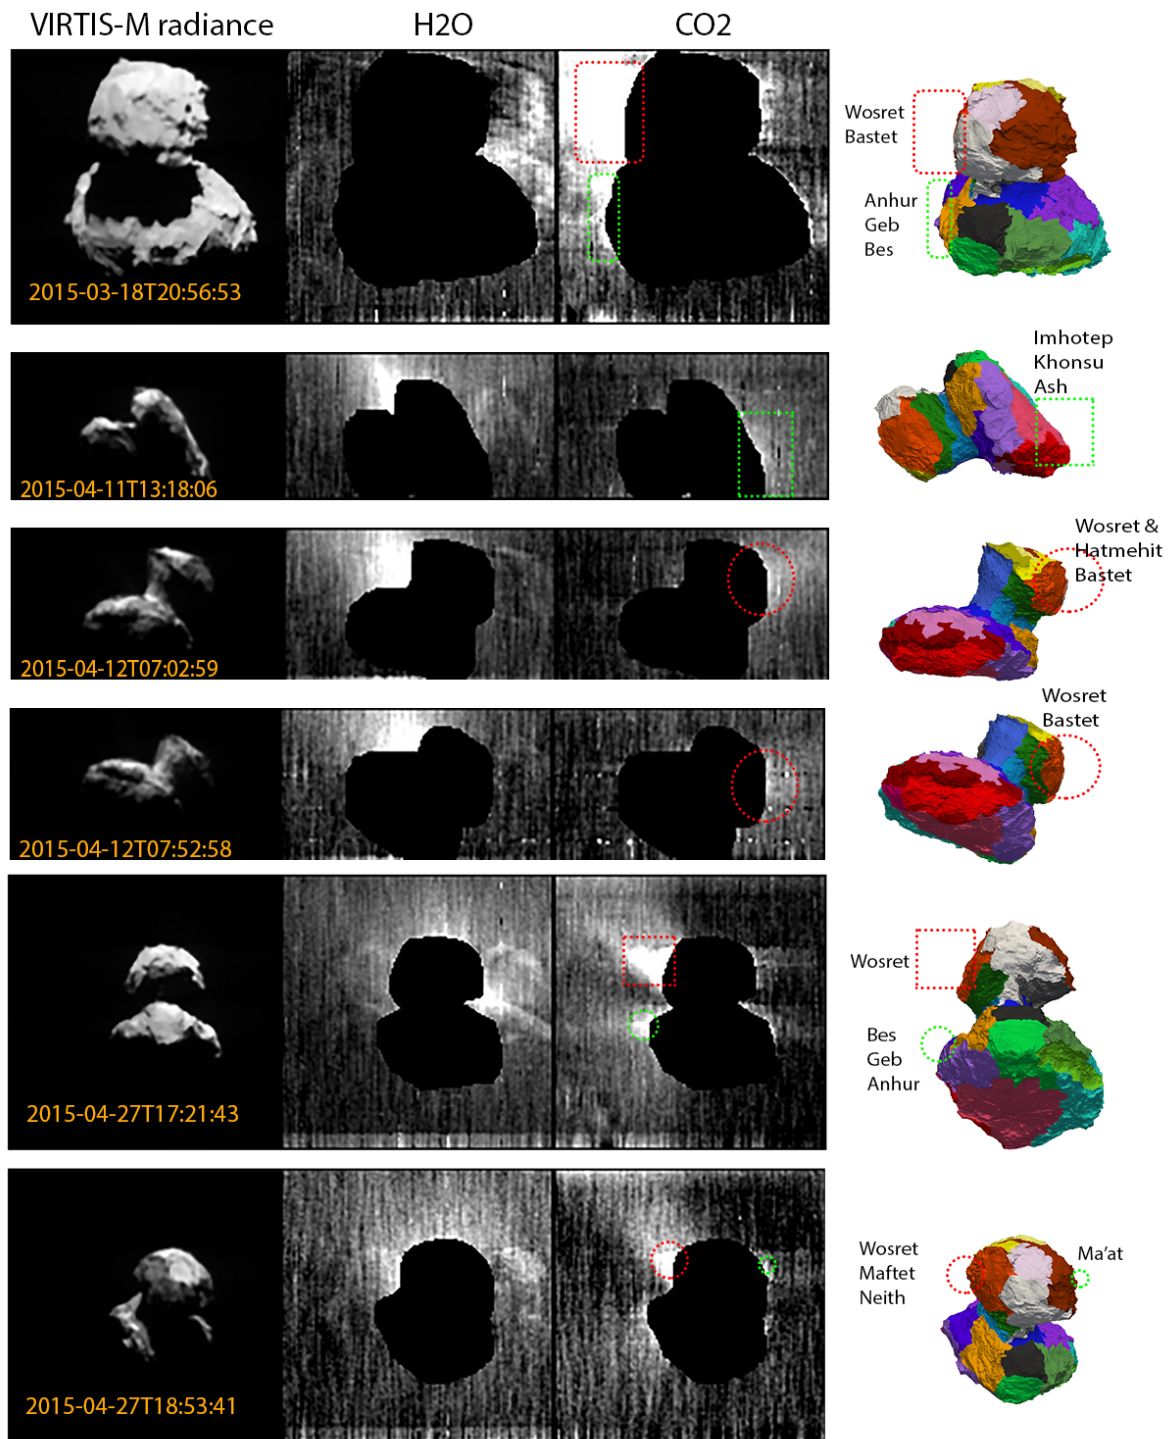 VIRTIS-M radiance
H2O
CO2
Wosret
Bastet
Anhur
Geb
Bes
2015-03-18T20:56:53
Imhotep
Khonsu
Ash
2015-04-11T13:18:06
Wosret &
Hatmehit
Bastet
2015-04-12T07:02:59
Wosret
Bastet
2015-04-12T07:52:58
Wosret
Bes
Geb
Anhur
2015-04-27T17:21:43
Wosret
Maftet
Neith
Ma'at
2015-04-27T18:53:41